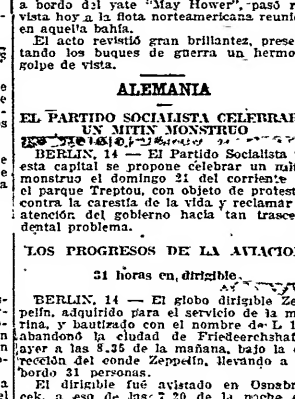 a bordo del yate "May Hower", pasó r
vista hoy a la flota norteamericana reuni
en aquella bahía.
El acto revistió gran brillantez, prese
tando los buques de guerra un hermo
golpe de vista.
ALEMANIA
EL PARTIDO SOCIALISTA CELEBRAR
UN MITIN MONSTRUO
BERLIN, 14 — El Partido Socialista
esta capital se propone celebrar un mit
monstruo el domingo 21 del corriente
el parque Treptou, con objeto de protest
contra la carestía de la vida y reclamar
atención del gobierno hacia tan trasce
dental problema.
LOS PROGRESOS DE LA AVIACIO
31 horas en dirigible
BERLIN, 14 — El globo dirigible Ze
pelín, adquirido para el servicio de la m
rina, y bautizado con el nombre de L 1
abandonó la ciudad de Friedeerchshaf
ayer a las 8.35 de la mañana, bajo la
rección del conde Zeppelin, llevando a
bordo 31 personas.
El dirigible fué avistado en Osnabr
cek, a eso de las 7 20 de la noche